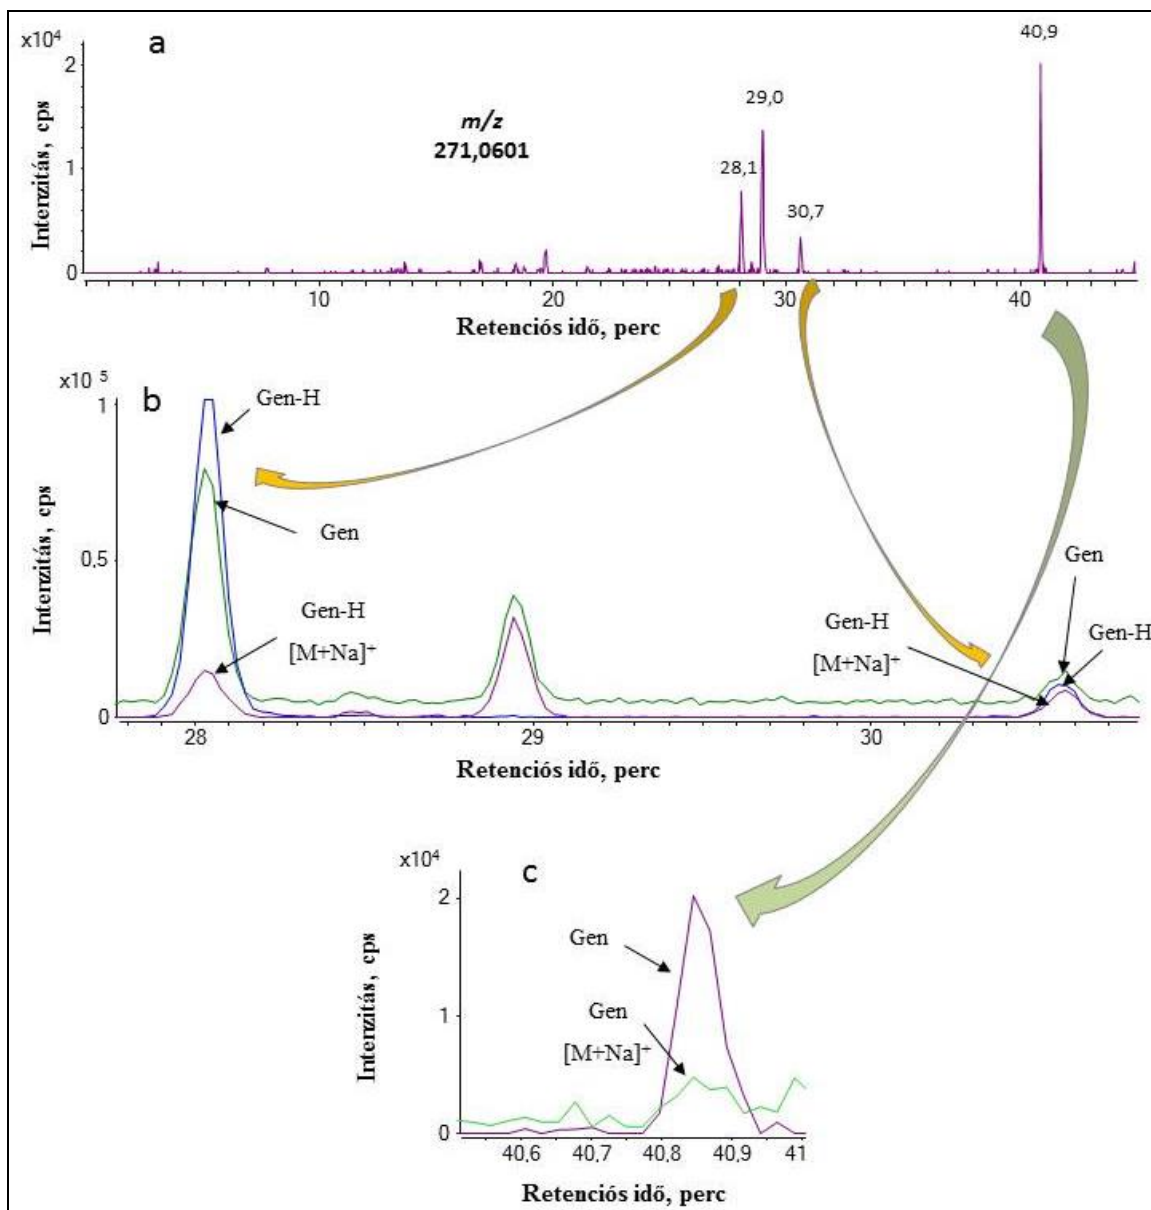 a
x10⁴
40,9
2
Intenzitás, cps
m/z
271,0601
29,0
28,1
30,7
1
0
10
20
30
40
Retenciós idő, perc
b
x10 ⁵
1
Gen-H
Gen
0,5
Gen-H
[M+Na]⁺
Intenzitás, cps
Gen
Gen-H
Gen-H
[M+Na]⁺
0
28
29
30
Retenciós idő, perc
c
x10⁴
2
Gen
Gen
[M+Na]⁺
1
Intenzitás, cps
0
40,6
40,7
40,8
40,9
41
Retenciós idő, perc